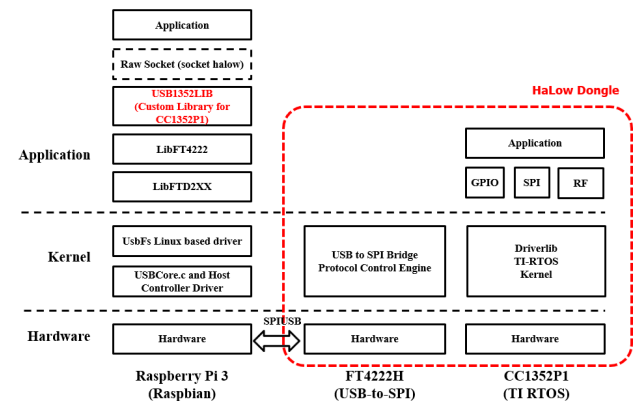 Application
Raw Socket (socket halow)
USB1352LIB
(Custom Library for
CC1352P1)
LibFT4222
LibFTD2XX
Application
HaLow Dongle
Application
GPIO
SPI
RF
Kernel
UsbFs Linux based driver
USBCore.c and Host
Controller Driver
USB to SPI Bridge
Protocol Control Engine
Driverlib
TI-RTOS
Kernel
Hardware
Hardware
SPIUSB
Hardware
Hardware
Raspberry Pi 3
(Raspbian)
FT4222H
(USB-to-SPI)
CC1352P1
(TI RTOS)